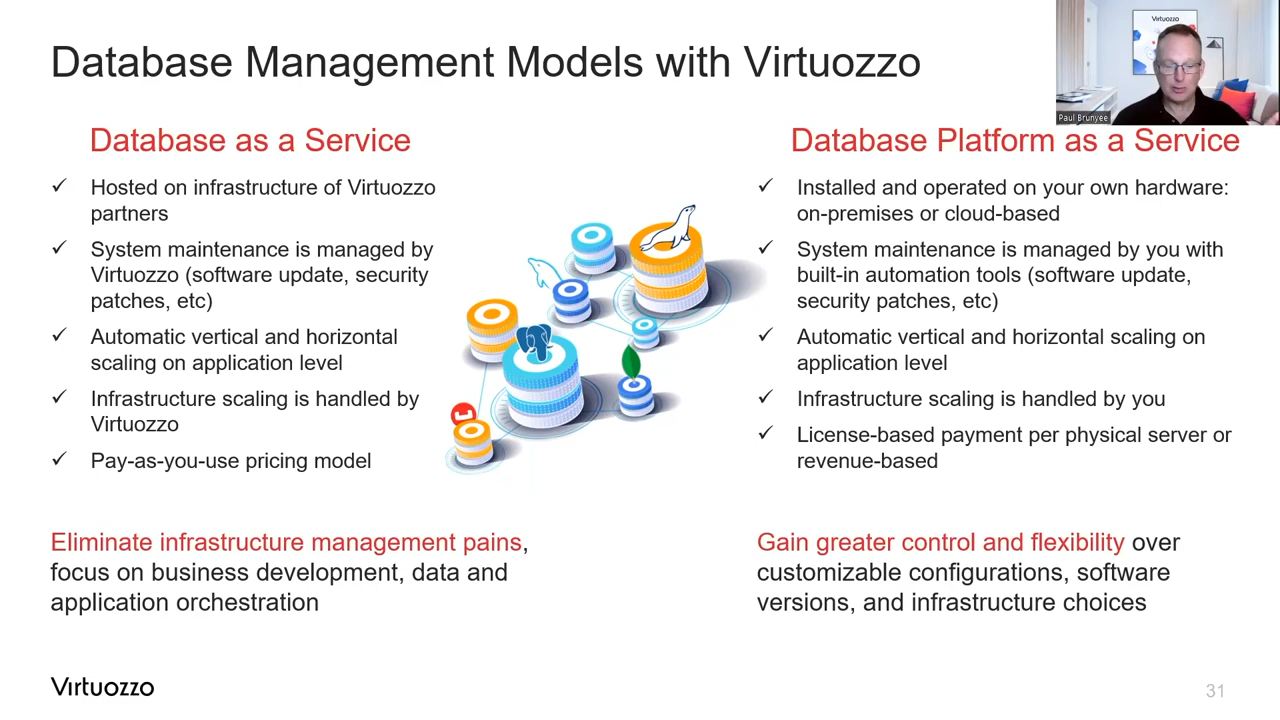 Database Management Models with Virtuozzo
Virtuozzo
Paul Brunyee
Database as a Service
Hosted on infrastructure of Virtuozzo
partners
System maintenance is managed by
Virtuozzo (software update, security
patches, etc)
Automatic vertical and horizontal
scaling on application level
Infrastructure scaling is handled by
Virtuozzo
Pay-as-you-use pricing model
Eliminate infrastructure management pains,
focus on business development, data and
application orchestration
Database Platform as a Service
Installed and operated on your own hardware:
on-premises or cloud-based
System maintenance is managed by you with
built-in automation tools (software update,
security patches, etc)
Automatic vertical and horizontal scaling on
application level
Infrastructure scaling is handled by you
License-based payment per physical server or
revenue-based
Gain greater control and flexibility over
customizable configurations, software
versions, and infrastructure choices
Virtuozzo
31